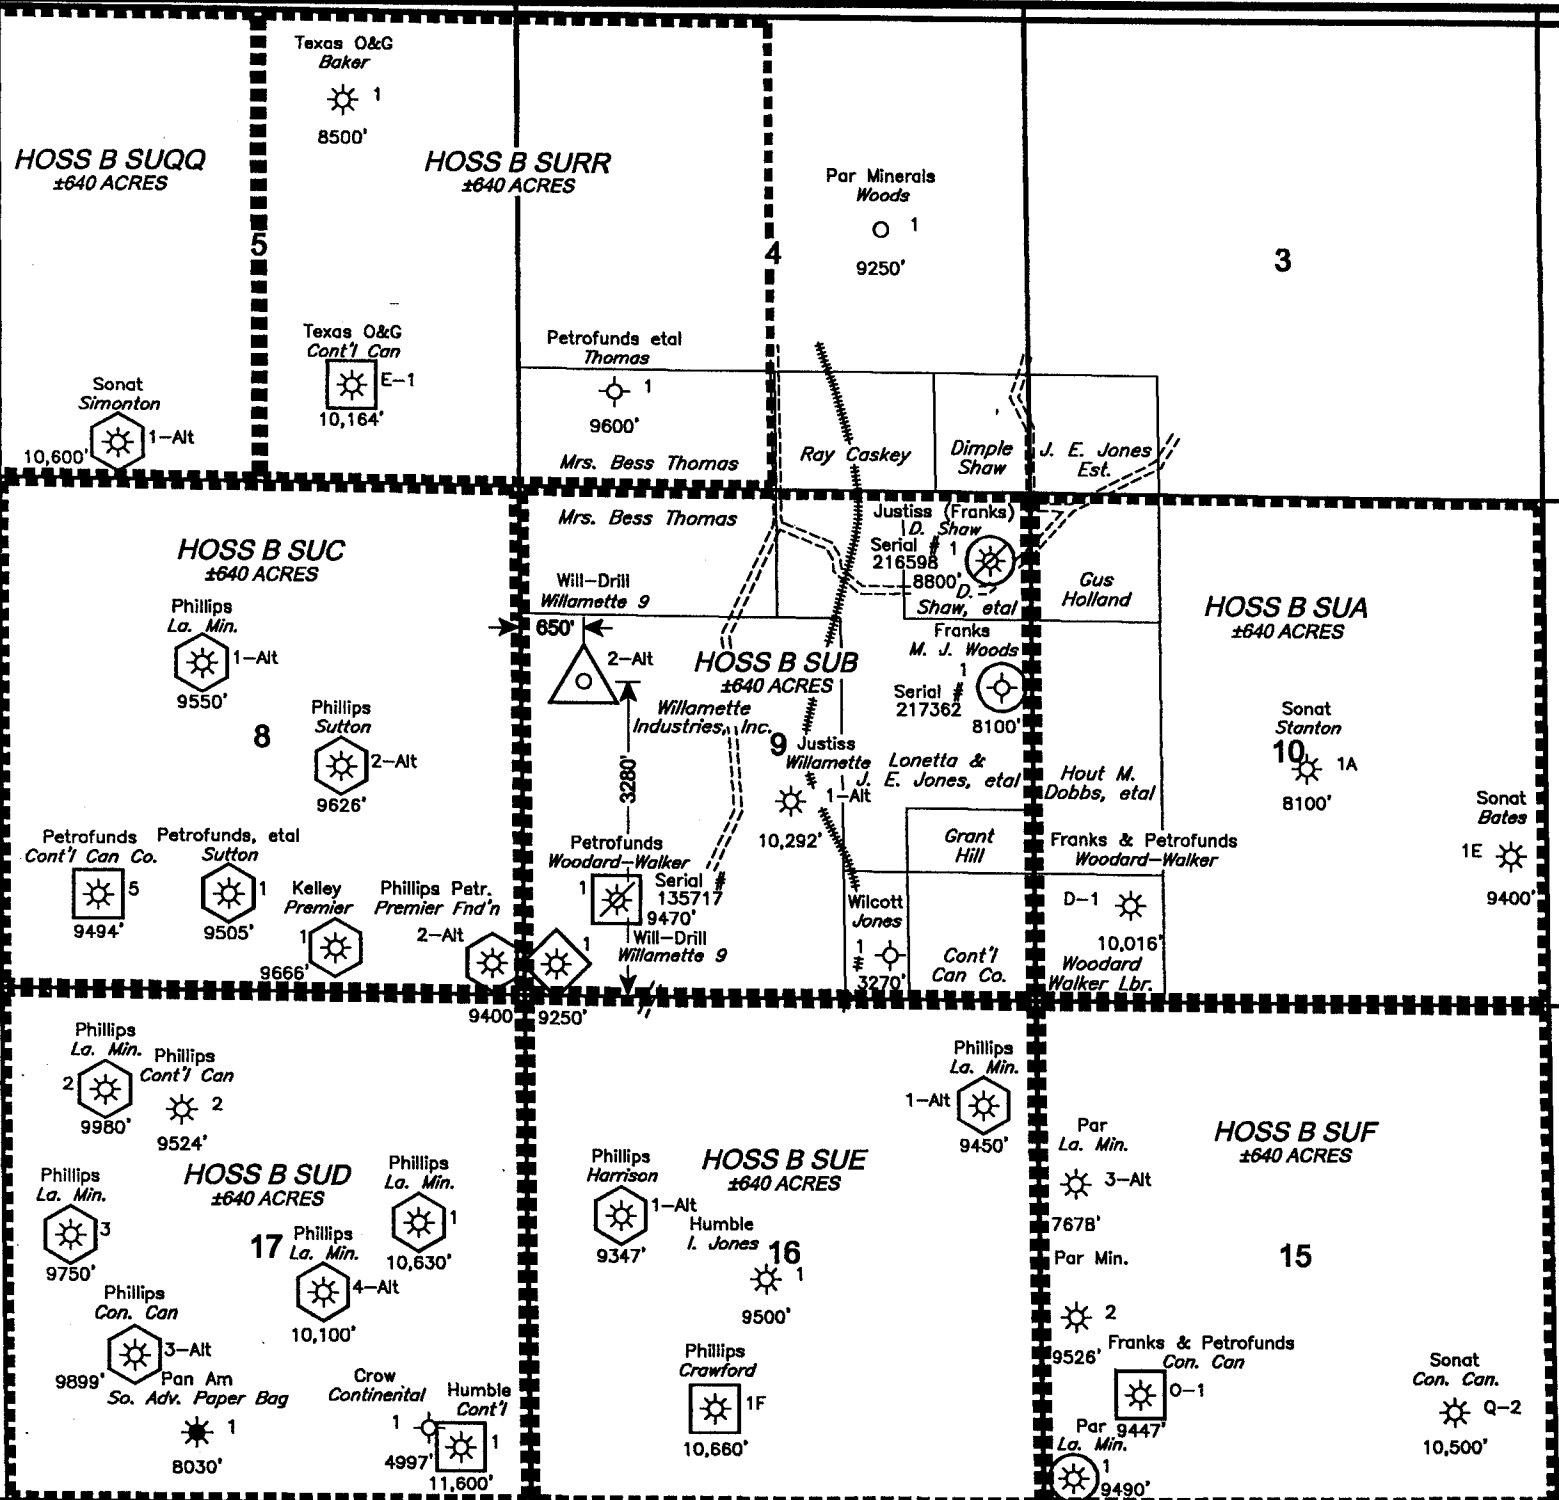 Texas O&G
Baker
1
8500'
HOSS B SUQQ
±640 ACRES
HOSS B SURR
±640 ACRES
Par Minerals
Woods
1
9250'
5
4
3
Texas O&G
Cont'l Can
E-1
10,164'
Petrofunds etal
Thomas
1
9600'
Sonat
Simonton
1-Alt
10,600'
Mrs. Bess Thomas
Ray Caskey
Dimple
Shaw
J. E. Jones
Est.
HOSS B SUC
±640 ACRES
Phillips
La. Min.
1-Alt
9550'
Phillips
Sutton
2-Alt
9626'
8
Petrofunds
Cont'l Can Co.
5
9494'
Petrofunds, etal
Sutton
1
9505'
Kelley
Premier
1
9666'
Phillips Petr.
Premier Fnd'n
2-Alt
9400'
Mrs. Bess Thomas
Justiss (Franks)
D. Shaw
Serial #
216598
1
8800'
D.
Shaw, etal
Will-Drill
Willamette 9
650'
2-Alt
HOSS B SUB
±640 ACRES
Franks
M. J. Woods
1
Serial #
217362
8100'
Willamette
Industries, Inc.
9
3280'
Justiss
Willamette
1-Alt
10,292'
Lonetta &
J. E. Jones, etal
Grant
Hill
Petrofunds
Woodard-Walker
1
Serial #
135717
9470'
Will-Drill
Willamette 9
1
9250'
Wilcott
Jones
1
#
3270'
Cont'l
Can Co.
Gus
Holland
HOSS B SUA
±640 ACRES
Sonat
Stanton
10
1A
8100'
Hout M.
Dobbs, etal
Sonat
Bates
1E
9400'
Franks & Petrofunds
Woodard-Walker
D-1
10,016'
Woodard
Walker Lbr.
Phillips
La. Min.
2
9980'
Phillips
Cont'l Can
2
9524'
HOSS B SUD
±640 ACRES
Phillips
La. Min.
3
9750'
Phillips
La. Min.
1
10,630'
17
Phillips
La. Min.
4-Alt
10,100'
Phillips
Con. Can
3-Alt
9899'
Pan Am
So. Adv. Paper Bag
1
8030'
Crow
Continental
1
4997'
Humble
Cont'l
1
11,600'
Phillips
La. Min.
1-Alt
9450'
HOSS B SUE
±640 ACRES
Phillips
Harrison
1-Alt
9347'
Humble
I. Jones
16
1
9500'
Phillips
Crawford
1F
10,660'
HOSS B SUF
±640 ACRES
Par
La. Min.
3-Alt
7678'
Par Min.
2
9526'
15
Franks & Petrofunds
Con. Can
O-1
9447'
Par
La. Min.
1
9490'
Sonat
Con. Can.
Q-2
10,500'